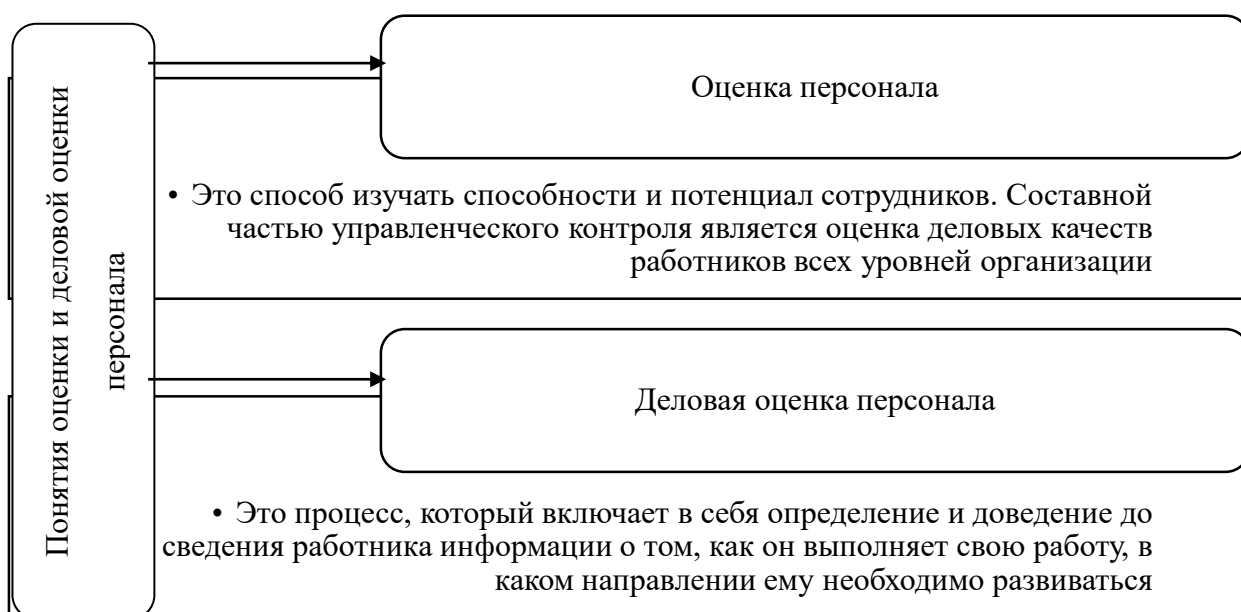 Понятия оценки и деловой оценки
персонала
Оценка персонала
• Это способ изучать способности и потенциал сотрудников. Составной
частью управленческого контроля является оценка деловых качеств
работников всех уровней организации
Деловая оценка персонала
• Это процесс, который включает в себя определение и доведение до
сведения работника информации о том, как он выполняет свою работу, в
каком направлении ему необходимо развиваться